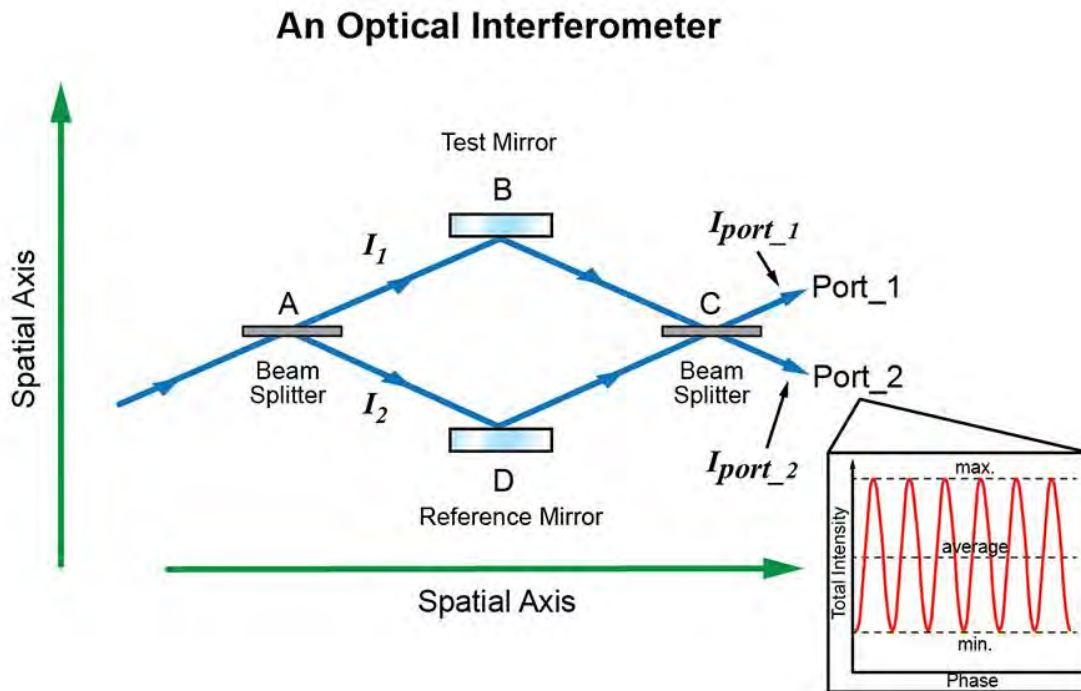 An Optical Interferometer
Spatial Axis
Test Mirror
B
I1
Iport_1
Port_1
A
C
Beam
Splitter
Beam
Splitter
Port_2
I2
Iport_2
D
Reference Mirror
Spatial Axis
max.
average
min.
Total Intensity
Phase